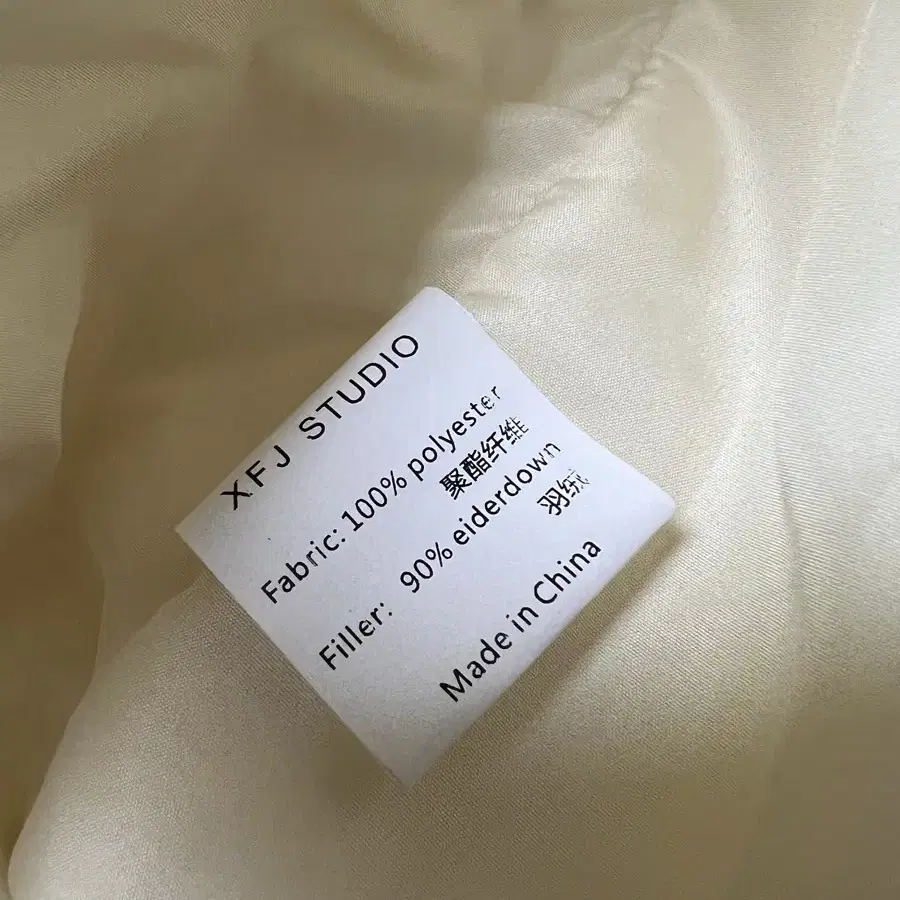 XFJ STUDIO
Fabric: 100% polyester
聚酯纤维
Filler: 90% eiderdown
羽绒
Made in China